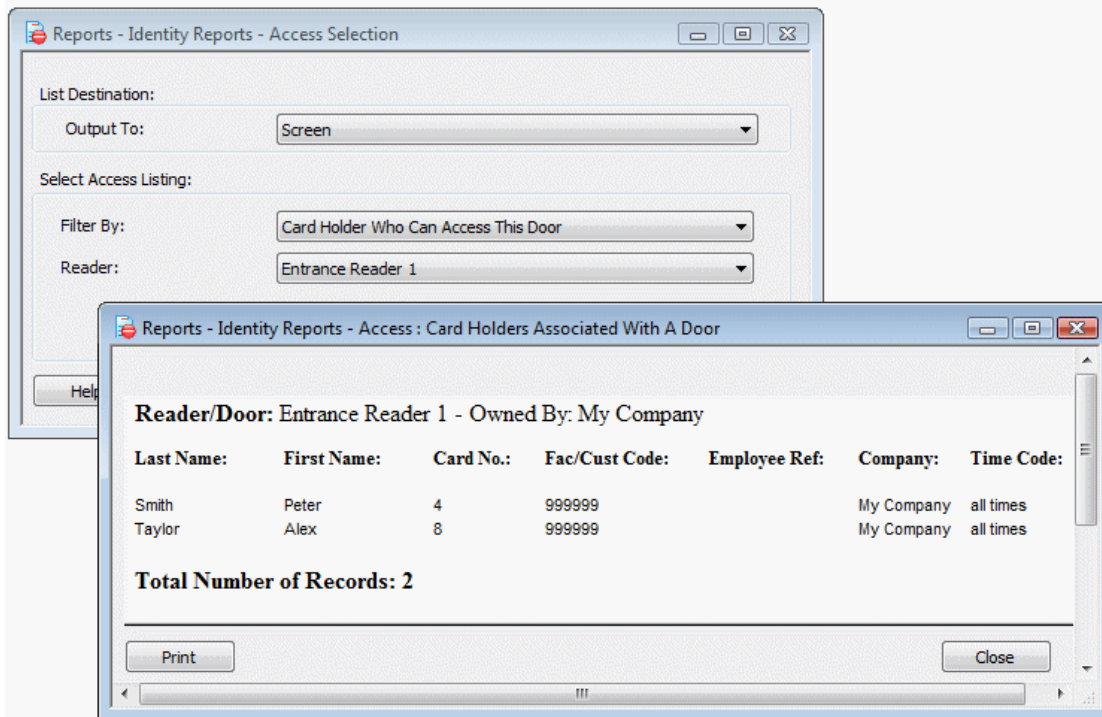 Reports - Identity Reports - Access Selection
List Destination:
Output To: Screen
Select Access Listing:
Filter By: Card Holder Who Can Access This Door
Reader: Entrance Reader 1
Help
Reports - Identity Reports - Access : Card Holders Associated With A Door
Reader/Door: Entrance Reader 1 - Owned By: My Company
Last Name: First Name: Card No.: Fac/Cust Code: Employee Ref: Company: Time Code:
Smith Peter 4 999999 My Company all times
Taylor Alex 8 999999 My Company all times
Total Number of Records: 2
Print Close